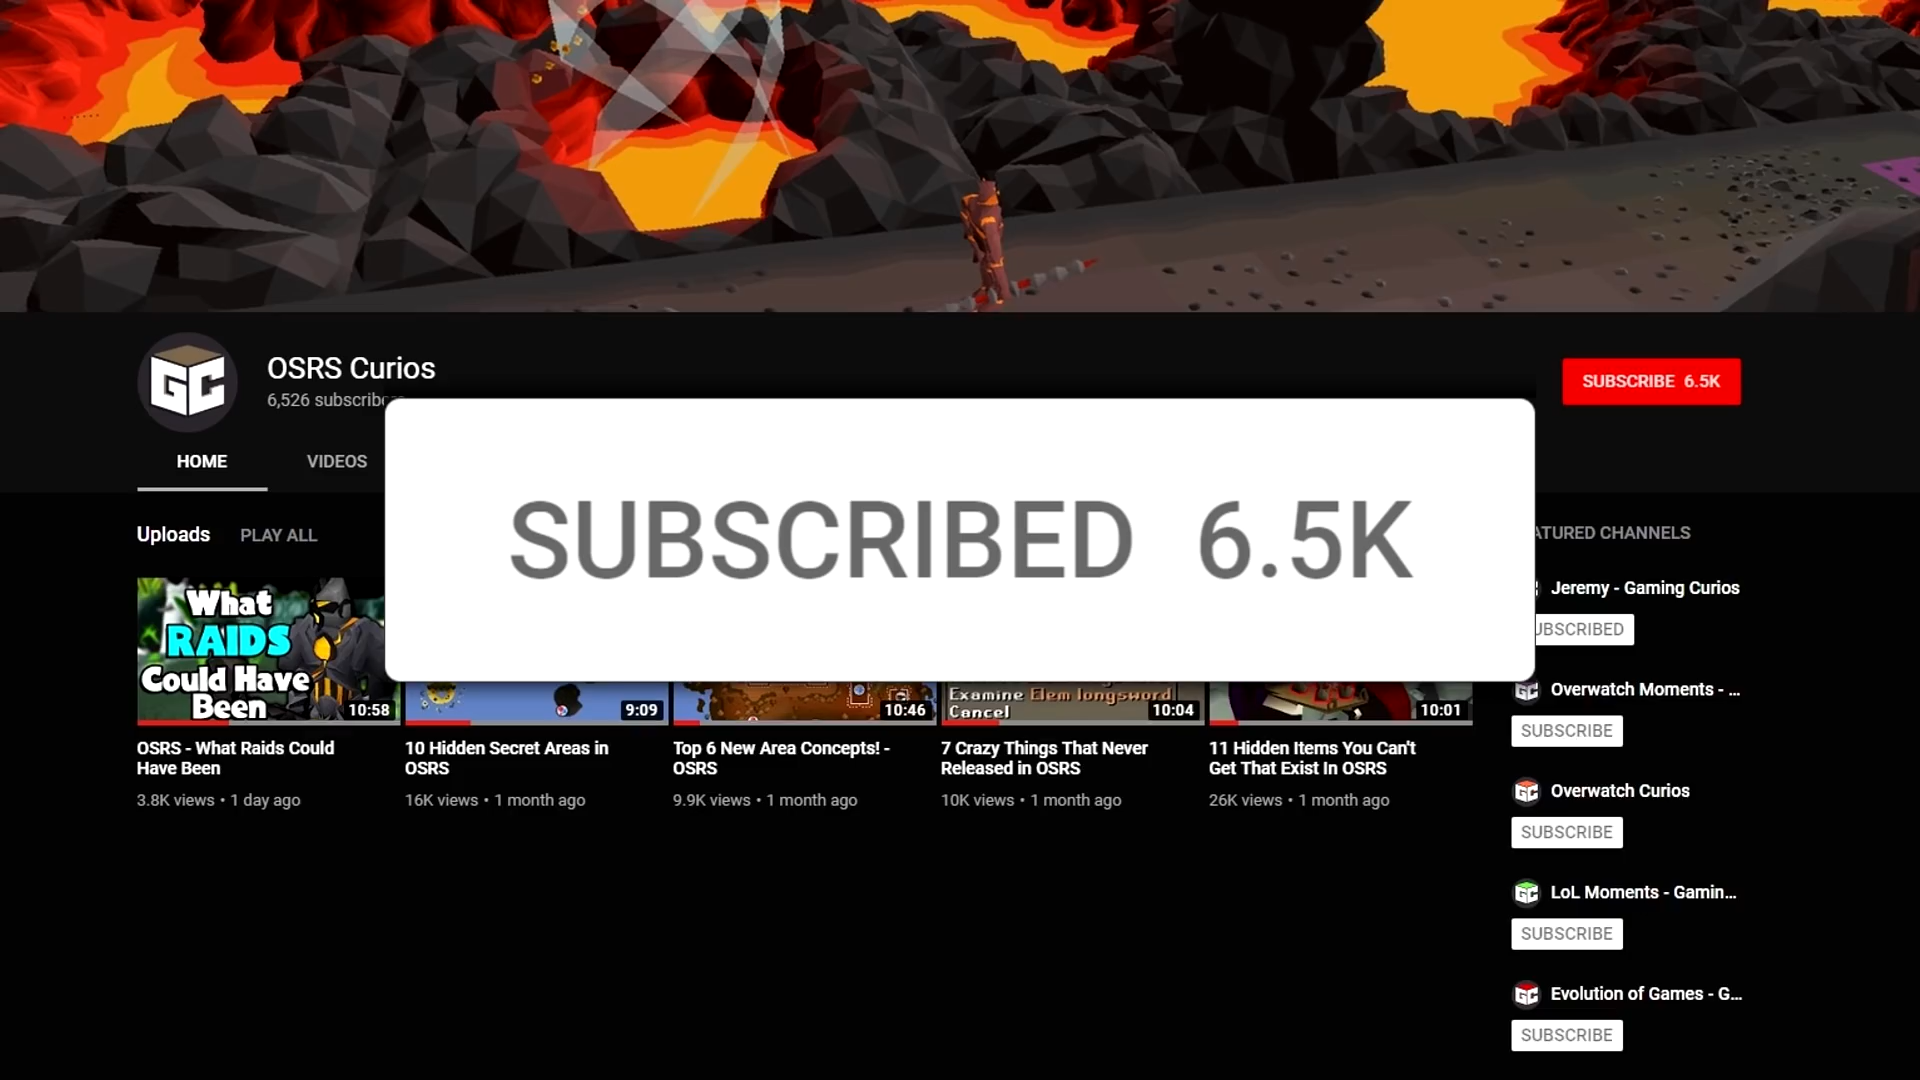 GC
OSRS Curios
6,526 subscribers
SUBSCRIBE 6.5K
HOME
VIDEOS
SUBSCRIBED 6.5K
Uploads
PLAY ALL
What
RAIDS
Could Have
Been
10:58
9:09
10:46
Examine Elem longsword
Cancel
10:04
10:01
OSRS - What Raids Could
Have Been
3.8K views • 1 day ago
10 Hidden Secret Areas in
OSRS
16K views • 1 month ago
Top 6 New Area Concepts! -
OSRS
9.9K views • 1 month ago
7 Crazy Things That Never
Released in OSRS
10K views • 1 month ago
11 Hidden Items You Can't
Get That Exist In OSRS
26K views • 1 month ago
ATURED CHANNELS
Jeremy - Gaming Curios
UBSCRIBED
GC
Overwatch Moments - ...
SUBSCRIBE
GC
Overwatch Curios
SUBSCRIBE
GC
LoL Moments - Gamin...
SUBSCRIBE
GC
Evolution of Games - G...
SUBSCRIBE